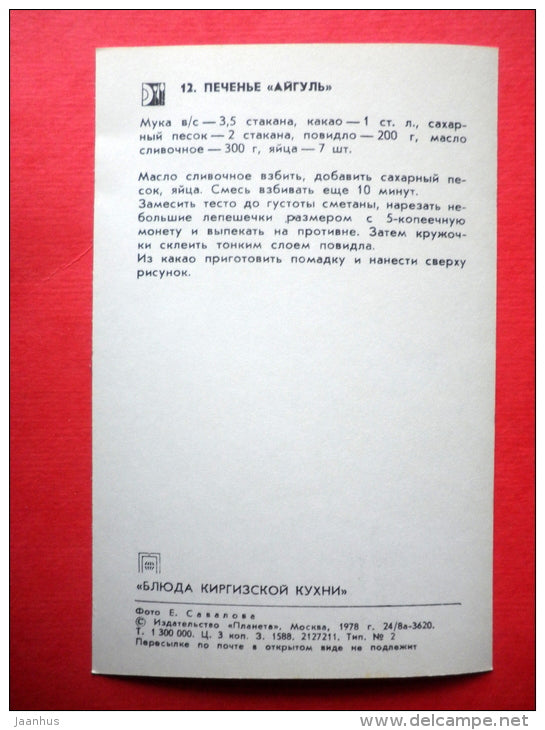 12. ПЕЧЕНЬЕ «АЙГУЛЬ»
Мука в/с — 3,5 стакана, какао — 1 ст. л., сахар-
ный песок — 2 стакана, повидло — 200 г, масло
сливочное — 300 г, яйца — 7 шт.
Масло сливочное взбить, добавить сахарный пе-
сок, яйца. Смесь взбивать еще 10 минут.
Замесить тесто до густоты сметаны, нарезать не-
большие лепешечки размером с 5-копеечную
монету и выпекать на противне. Затем кружоч-
ки склеить тонким слоем повидла.
Из какао приготовить помадку и нанести сверху
рисунок.
«БЛЮДА КИРГИЗСКОЙ КУХНИ»
Фото Е. Савалова
© Издательство «Планета», Москва, 1978 г. 24/8а-3620.
Т. 1 300 000. Ц. 3 коп. З. 1588. 2127211. Тип. № 2
Пересылке по почте в открытом виде не подлежит
jaanhus
www.delcampe.net